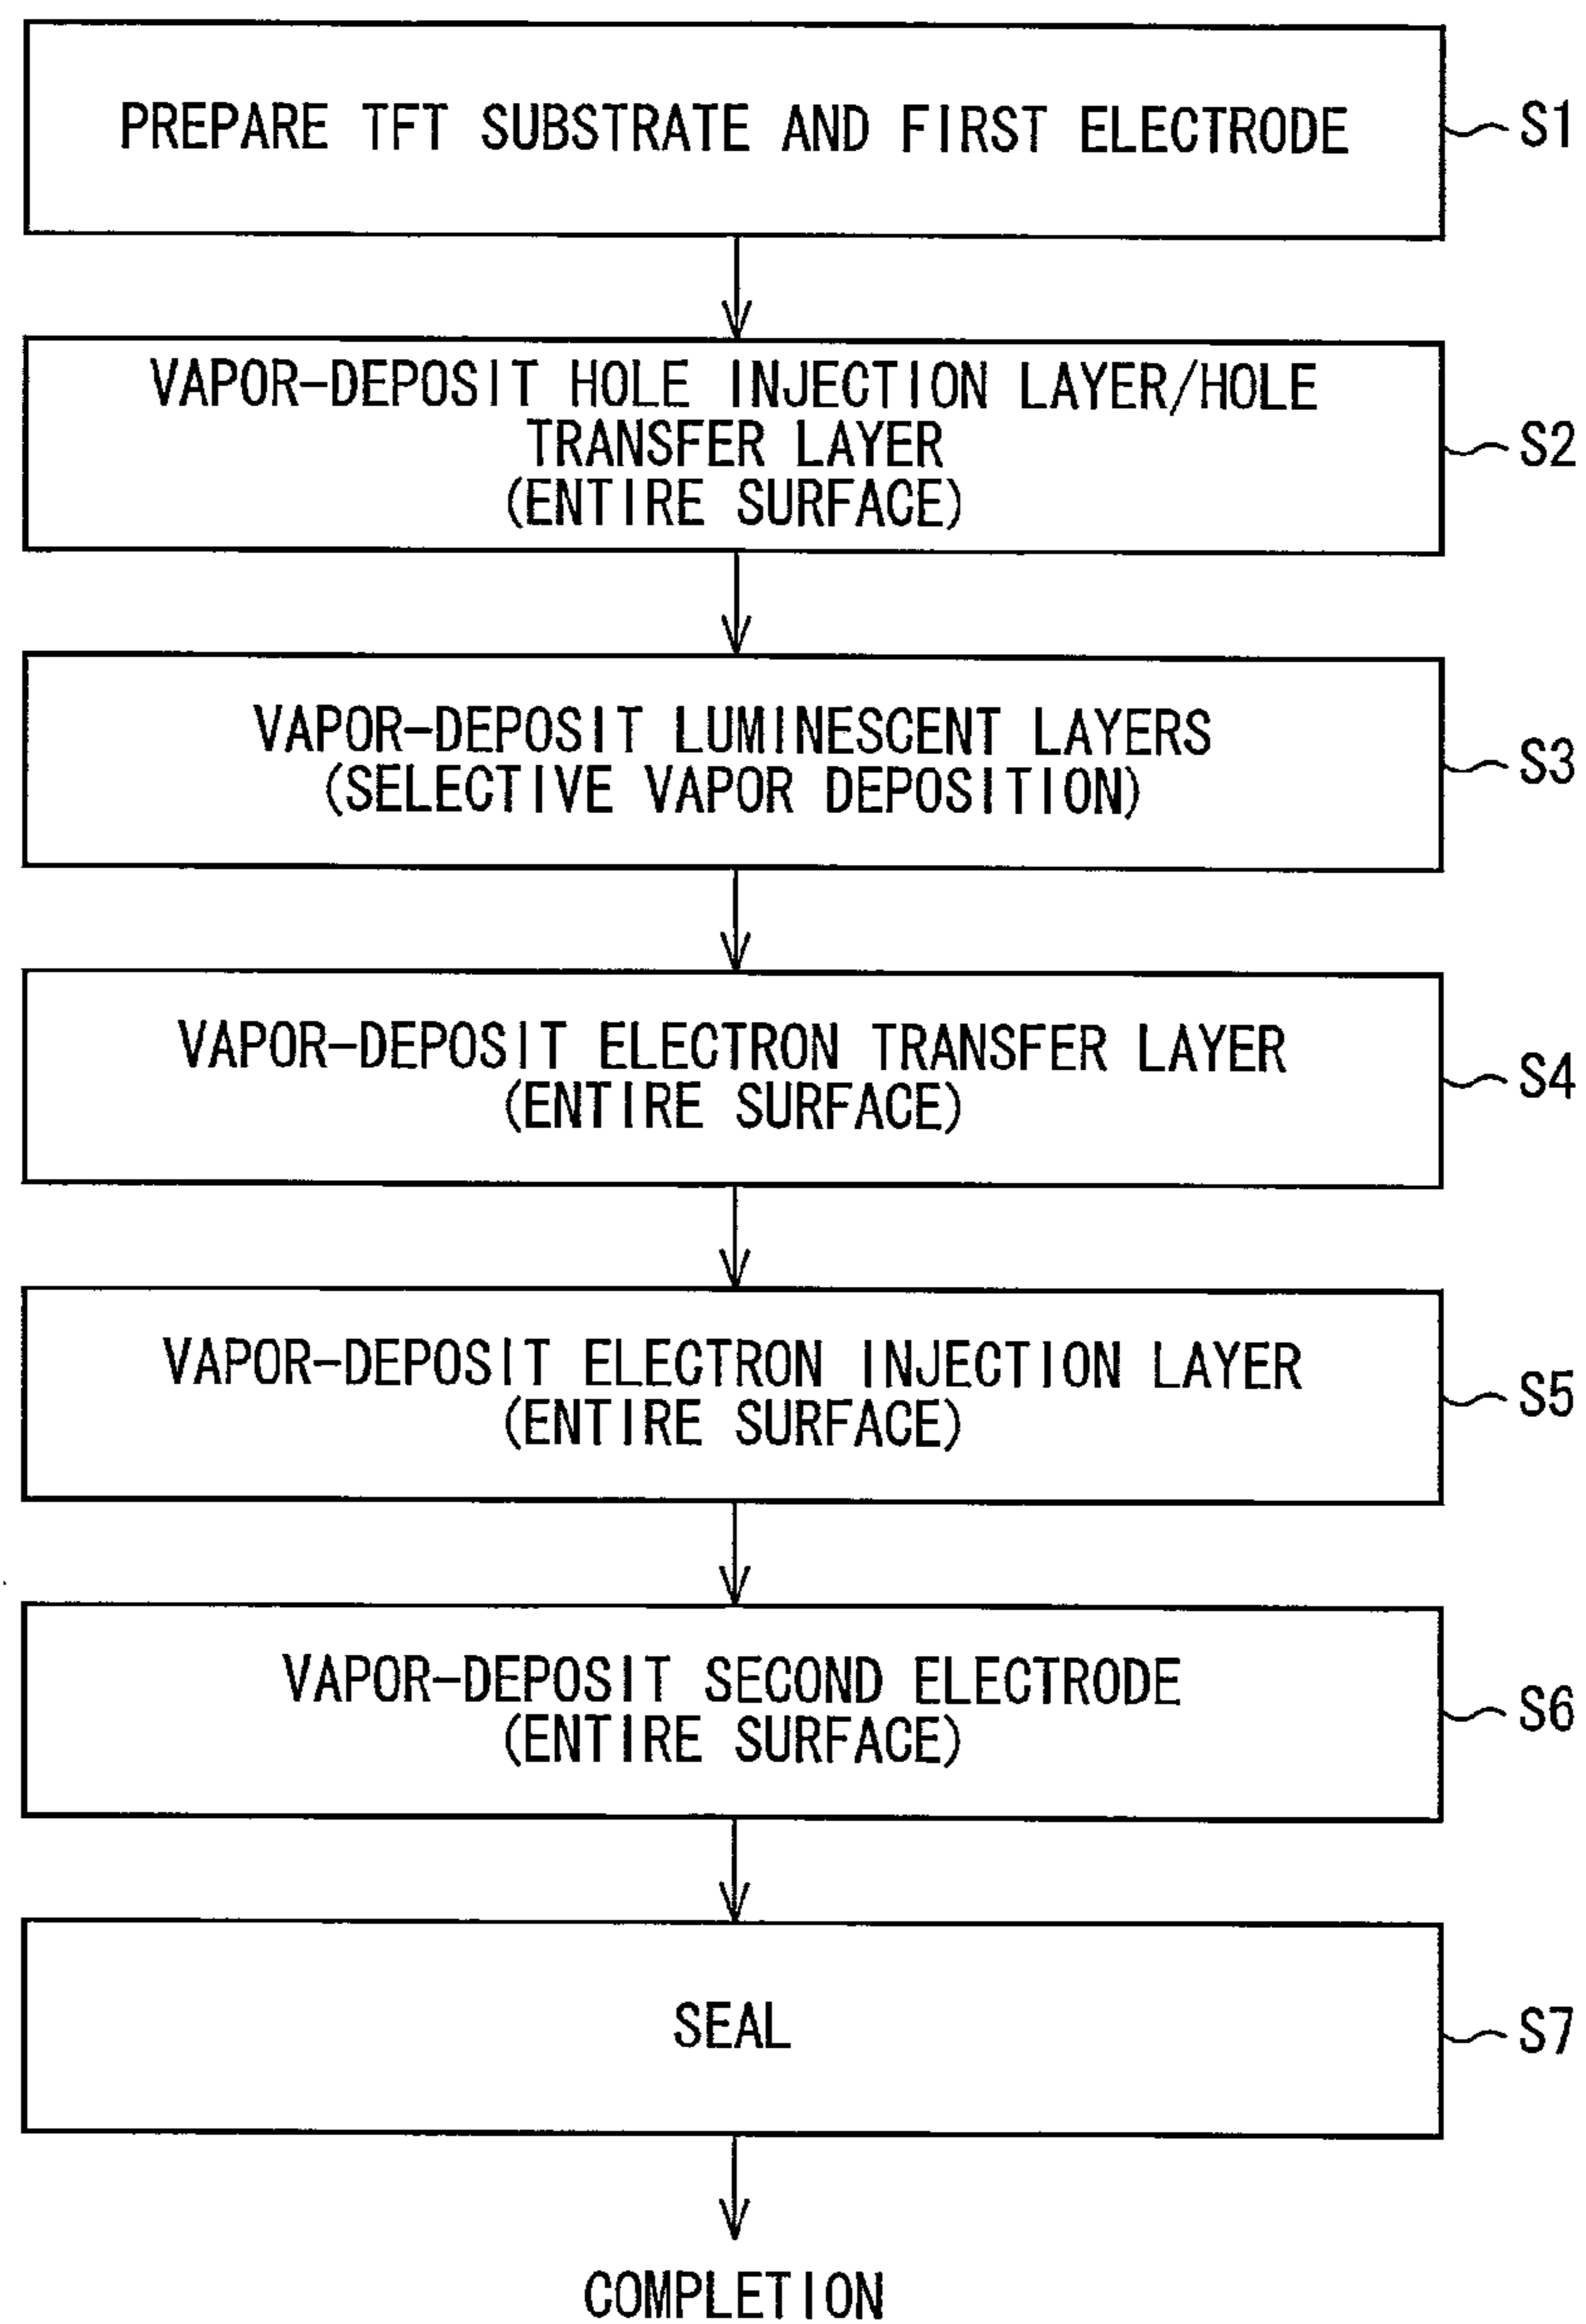 PREPARE TFT SUBSTRATE AND FIRST ELECTRODE
S1
VAPOR-DEPOSIT HOLE INJECTION LAYER/HOLE
TRANSFER LAYER
(ENTIRE SURFACE)
S2
VAPOR-DEPOSIT LUMINESCENT LAYERS
(SELECTIVE VAPOR DEPOSITION)
S3
VAPOR-DEPOSIT ELECTRON TRANSFER LAYER
(ENTIRE SURFACE)
S4
VAPOR-DEPOSIT ELECTRON INJECTION LAYER
(ENTIRE SURFACE)
S5
VAPOR-DEPOSIT SECOND ELECTRODE
(ENTIRE SURFACE)
S6
SEAL
S7
COMPLETION